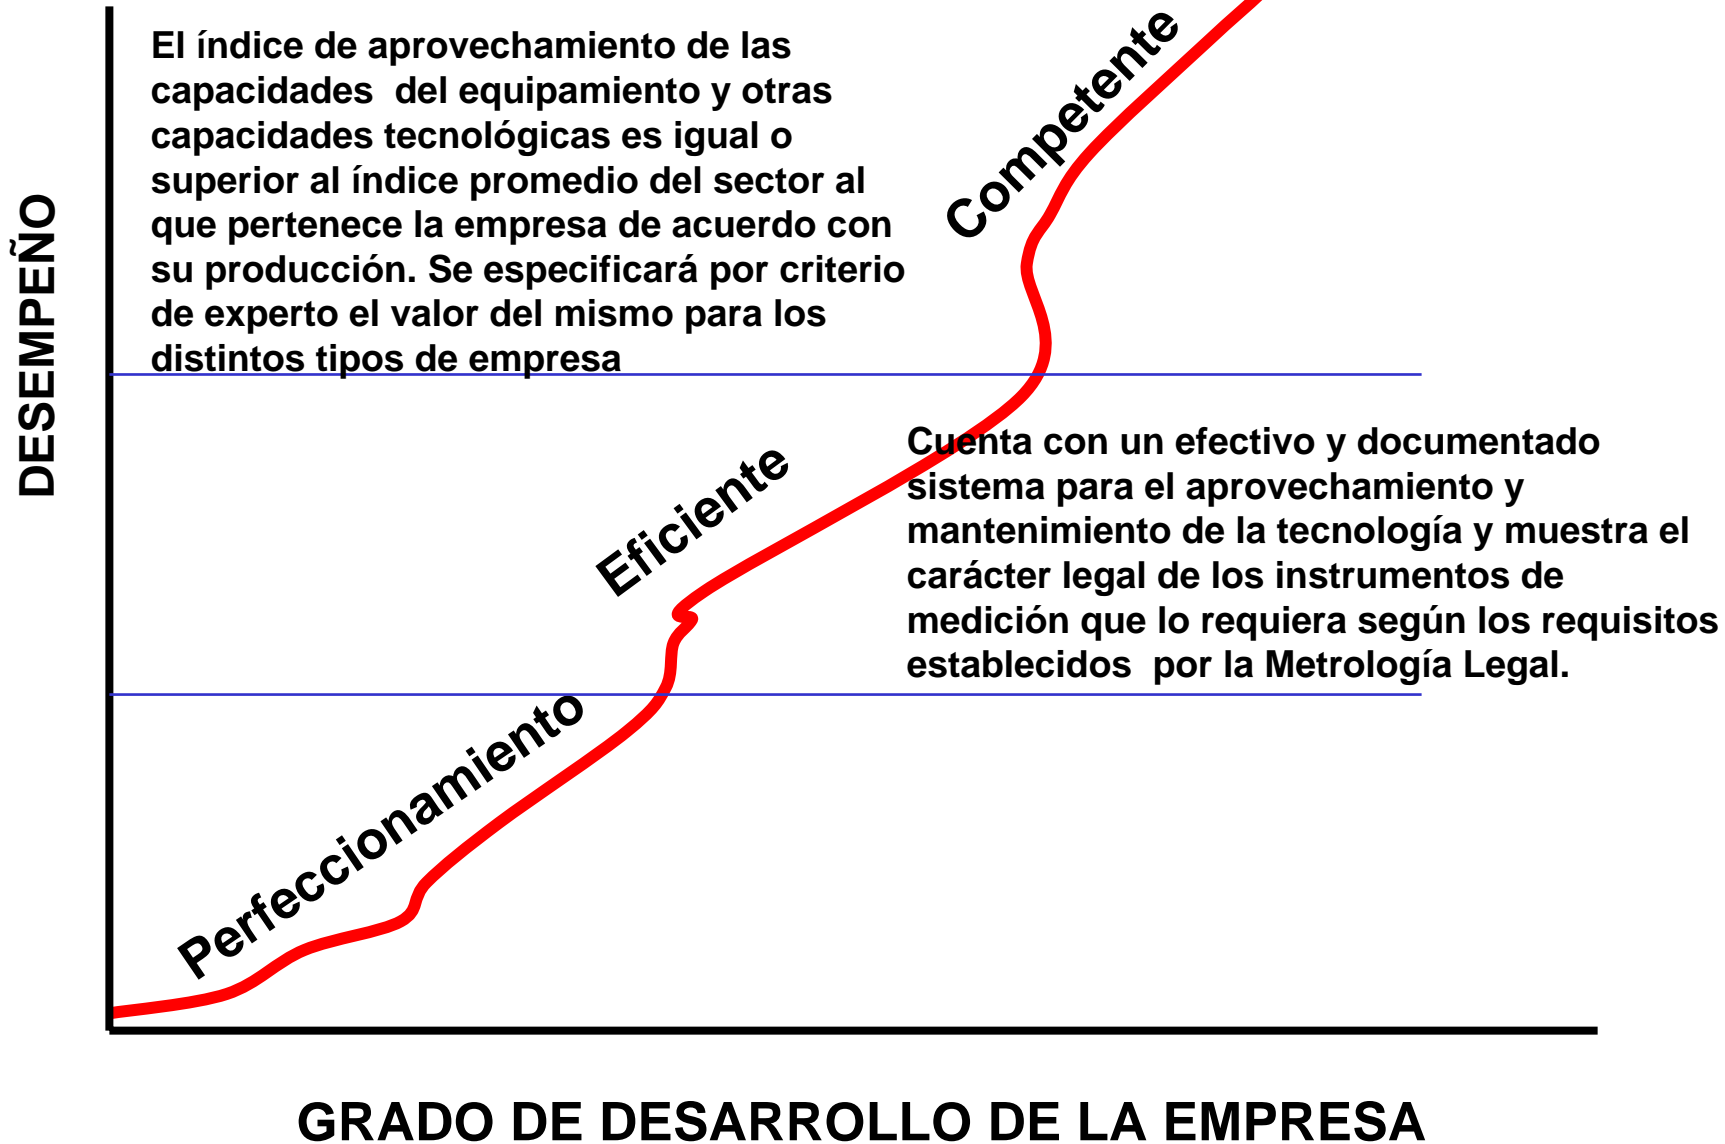 El índice de aprovechamiento de las
capacidades  del equipamiento y otras
capacidades tecnológicas es igual o
superior al índice promedio del sector al
que pertenece la empresa de acuerdo con
su producción. Se especificará por criterio
de experto el valor del mismo para los
distintos tipos de empresa
Competente
DESEMPEÑO
Cuenta con un efectivo y documentado
sistema para el aprovechamiento y
mantenimiento de la tecnología y muestra el
carácter legal de los instrumentos de
medición que lo requiera según los requisitos
establecidos  por la Metrología Legal.
Eficiente
Perfeccionamiento
GRADO DE DESARROLLO DE LA EMPRESA